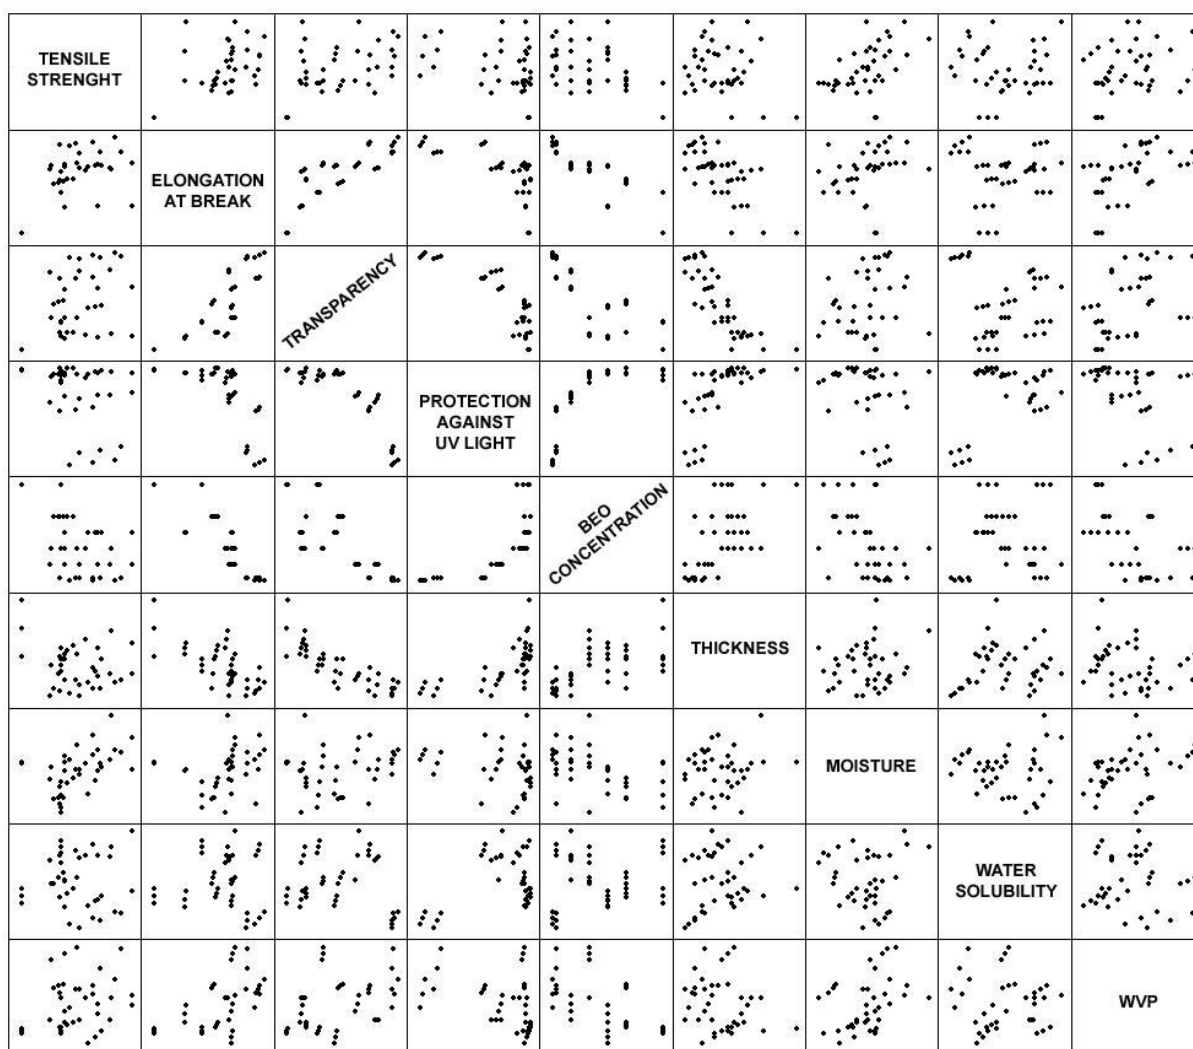 TENSILE
STRENGHT
ELONGATION
AT BREAK
TRANSPARENCY
PROTECTION
AGAINST
UV LIGHT
BEO
CONCENTRATION
THICKNESS
MOISTURE
WATER
SOLUBILITY
WVP